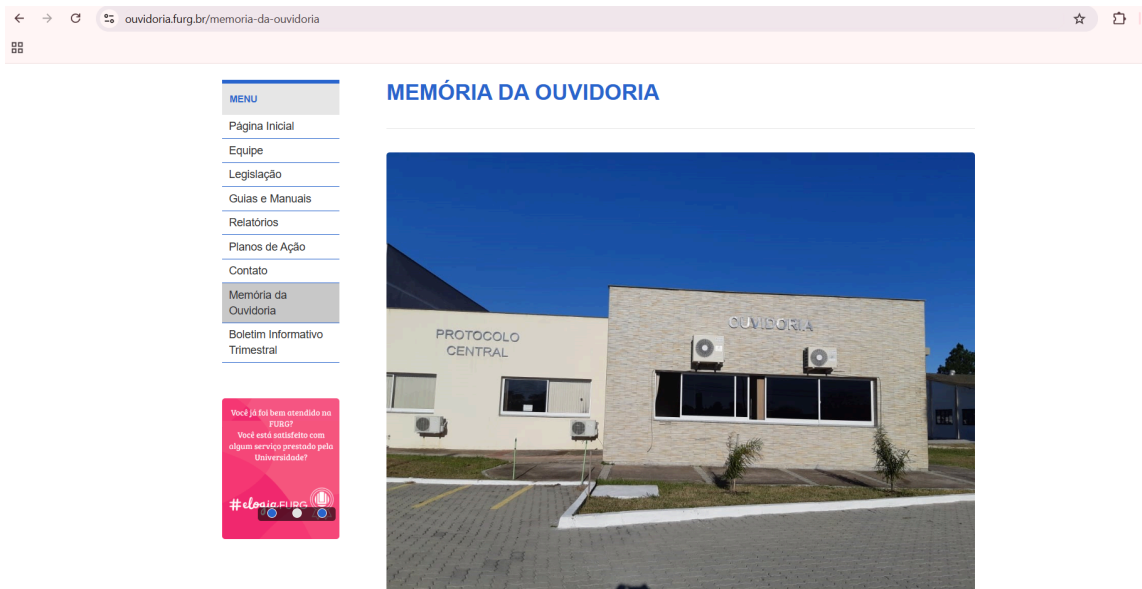 ouvidoria.furg.br/memoria-da-ouvidoria
MENU
Página Inicial
Equipe
Legislação
Guias e Manuais
Relatórios
Planos de Ação
Contato
Memória da
Ouvidoria
Boletim Informativo
Trimestral
Você já foi bem atendido na
FURG?
Você está satisfeito com
algum serviço prestado pela
Universidade?
#elogia FURG
MEMÓRIA DA OUVIDORIA
PROTOCOLO
CENTRAL
OUVIDORIA